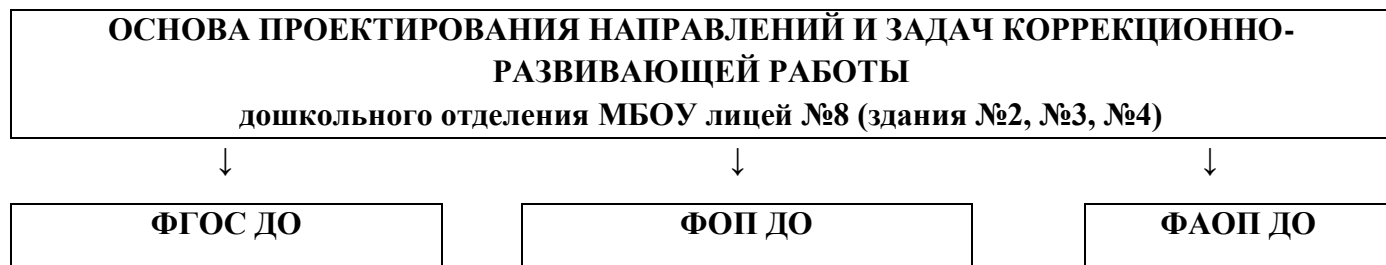 ОСНОВА ПРОЕКТИРОВАНИЯ НАПРАВЛЕНИЙ И ЗАДАЧ КОРРЕКЦИОННО-
РАЗВИВАЮЩЕЙ РАБОТЫ
дошкольного отделения МБОУ лицей №8 (здания №2, №3, №4)
↓ ↓ ↓
ФГОС ДО ФОП ДО ФАОП ДО